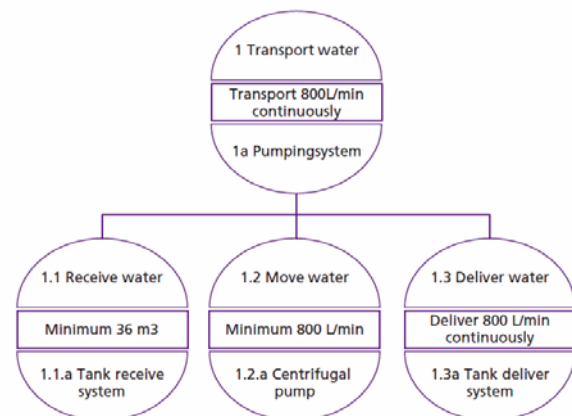 1 Transport water
Transport 800L/min
continuously
1a Pumpingsystem
1.1 Receive water
Minimum 36 m3
1.1.a Tank receive
system
1.2 Move water
Minimum 800 L/min
1.2.a Centrifugal
pump
1.3 Deliver water
Deliver 800 L/min
continuously
1.3a Tank deliver
system